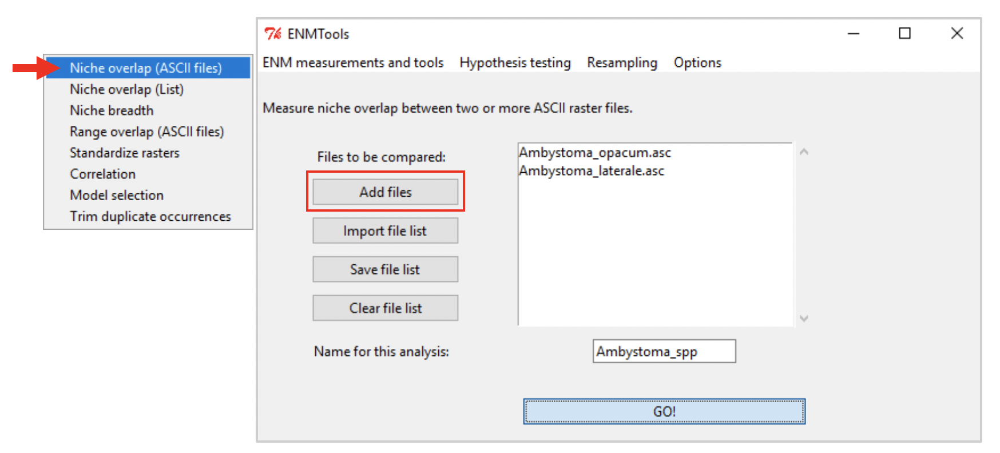 Niche overlap (ASCII files)
Niche overlap (List)
Niche breadth
Range overlap (ASCII files)
Standardize rasters
Correlation
Model selection
Trim duplicate occurrences
ENMTools
ENM measurements and tools Hypothesis testing Resampling Options
Measure niche overlap between two or more ASCII raster files.
Files to be compared:
Add files
Import file list
Save file list
Clear file list
Ambystoma_opacum.asc
Ambystoma_laterale.asc
Name for this analysis: Ambystoma_spp
GO!